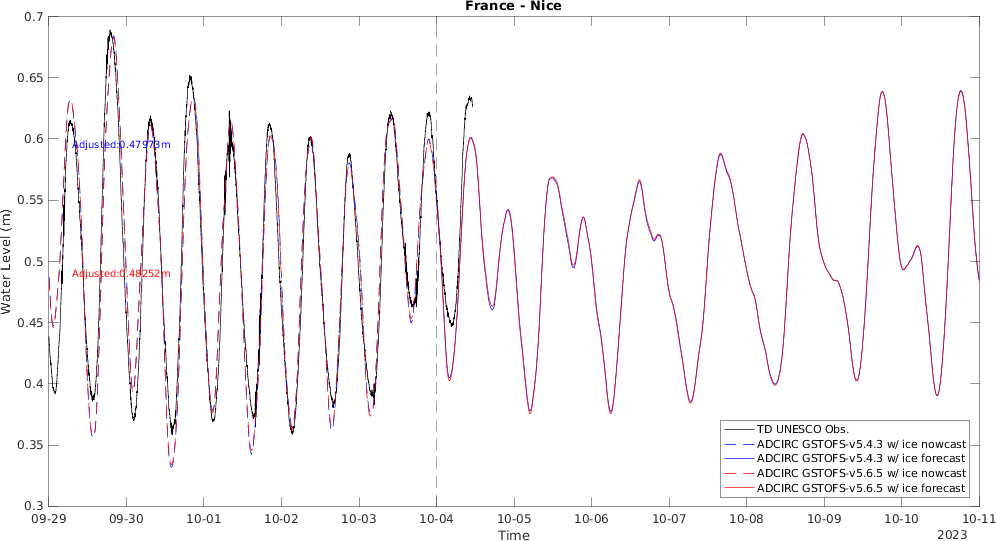 France - Nice
0.7
0.65
0.6
0.55
0.5
0.45
0.4
0.35
0.3
Water Level (m)
Adjusted:0.47973m
Adjusted:0.48252m
TD UNESCO Obs.
ADCIRC GSTOFS-v5.4.3 w/ ice nowcast
ADCIRC GSTOFS-v5.4.3 w/ ice forecast
ADCIRC GSTOFS-v5.6.5 w/ ice nowcast
ADCIRC GSTOFS-v5.6.5 w/ ice forecast
09-29 09-30 10-01 10-02 10-03 10-04 10-05 10-06 10-07 10-08 10-09 10-10 10-11
Time
2023